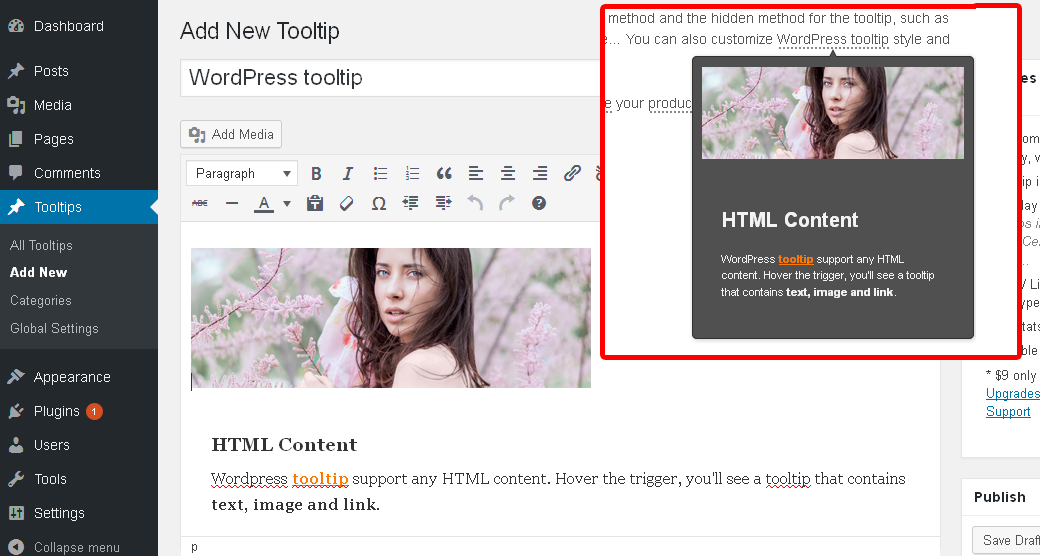 Dashboard
Posts
Media
Pages
Comments
Tooltips
All Tooltips
Add New
Categories
Global Settings
Appearance
Plugins 1
Users
Tools
Settings
Collapse menu
Add New Tooltip
WordPress tooltip
Add Media
Paragraph
B I
ABC A
HTML Content
Wordpress tooltip support any HTML content. Hover the trigger, you'll see a tooltip that contains
text, image and link.
p
method and the hidden method for the tooltip, such as
e... You can also customize WordPress tooltip style and
e your produc
HTML Content
WordPress tooltip support any HTML
content. Hover the trigger, you'll see a tooltip
that contains text, image and link.
es
* $9 only
Upgrades
Support
Publish
Save Draf